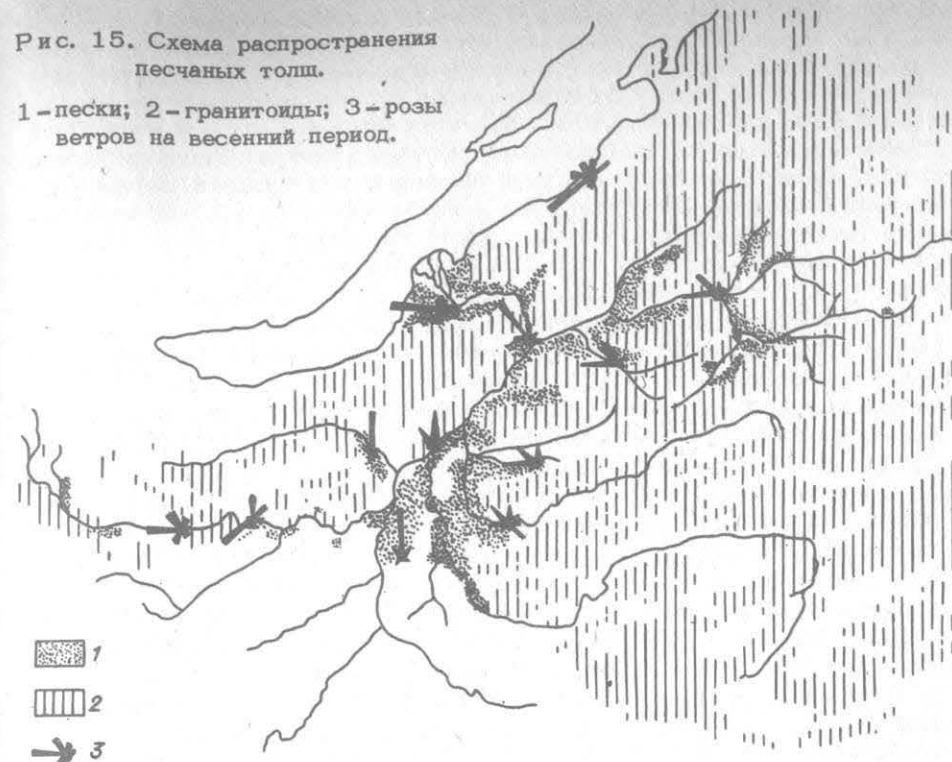 Рис. 15. Схема распространения
песчаных толщ.
1-пески; 2-гранитоиды; 3-розы
ветров на весенний период.
1
2
3